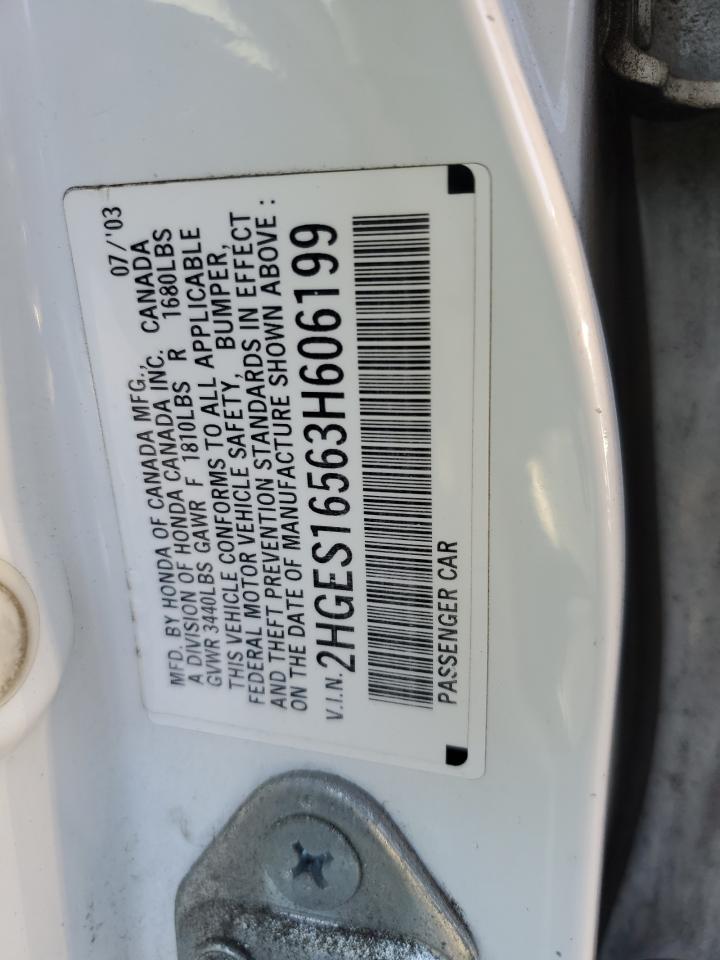 MFD. BY HONDA OF CANADA MFG., CANADA 07/'03
A DIVISION OF HONDA CANADA INC.
GVWR 3440LBS GAWR F 1810LBS R 1680LBS
THIS VEHICLE CONFORMS TO ALL APPLICABLE
FEDERAL MOTOR VEHICLE SAFETY, BUMPER,
AND THEFT PREVENTION STANDARDS IN EFFECT
ON THE DATE OF MANUFACTURE SHOWN ABOVE :
V.I.N. 2HGES16563H606199
PASSENGER CAR